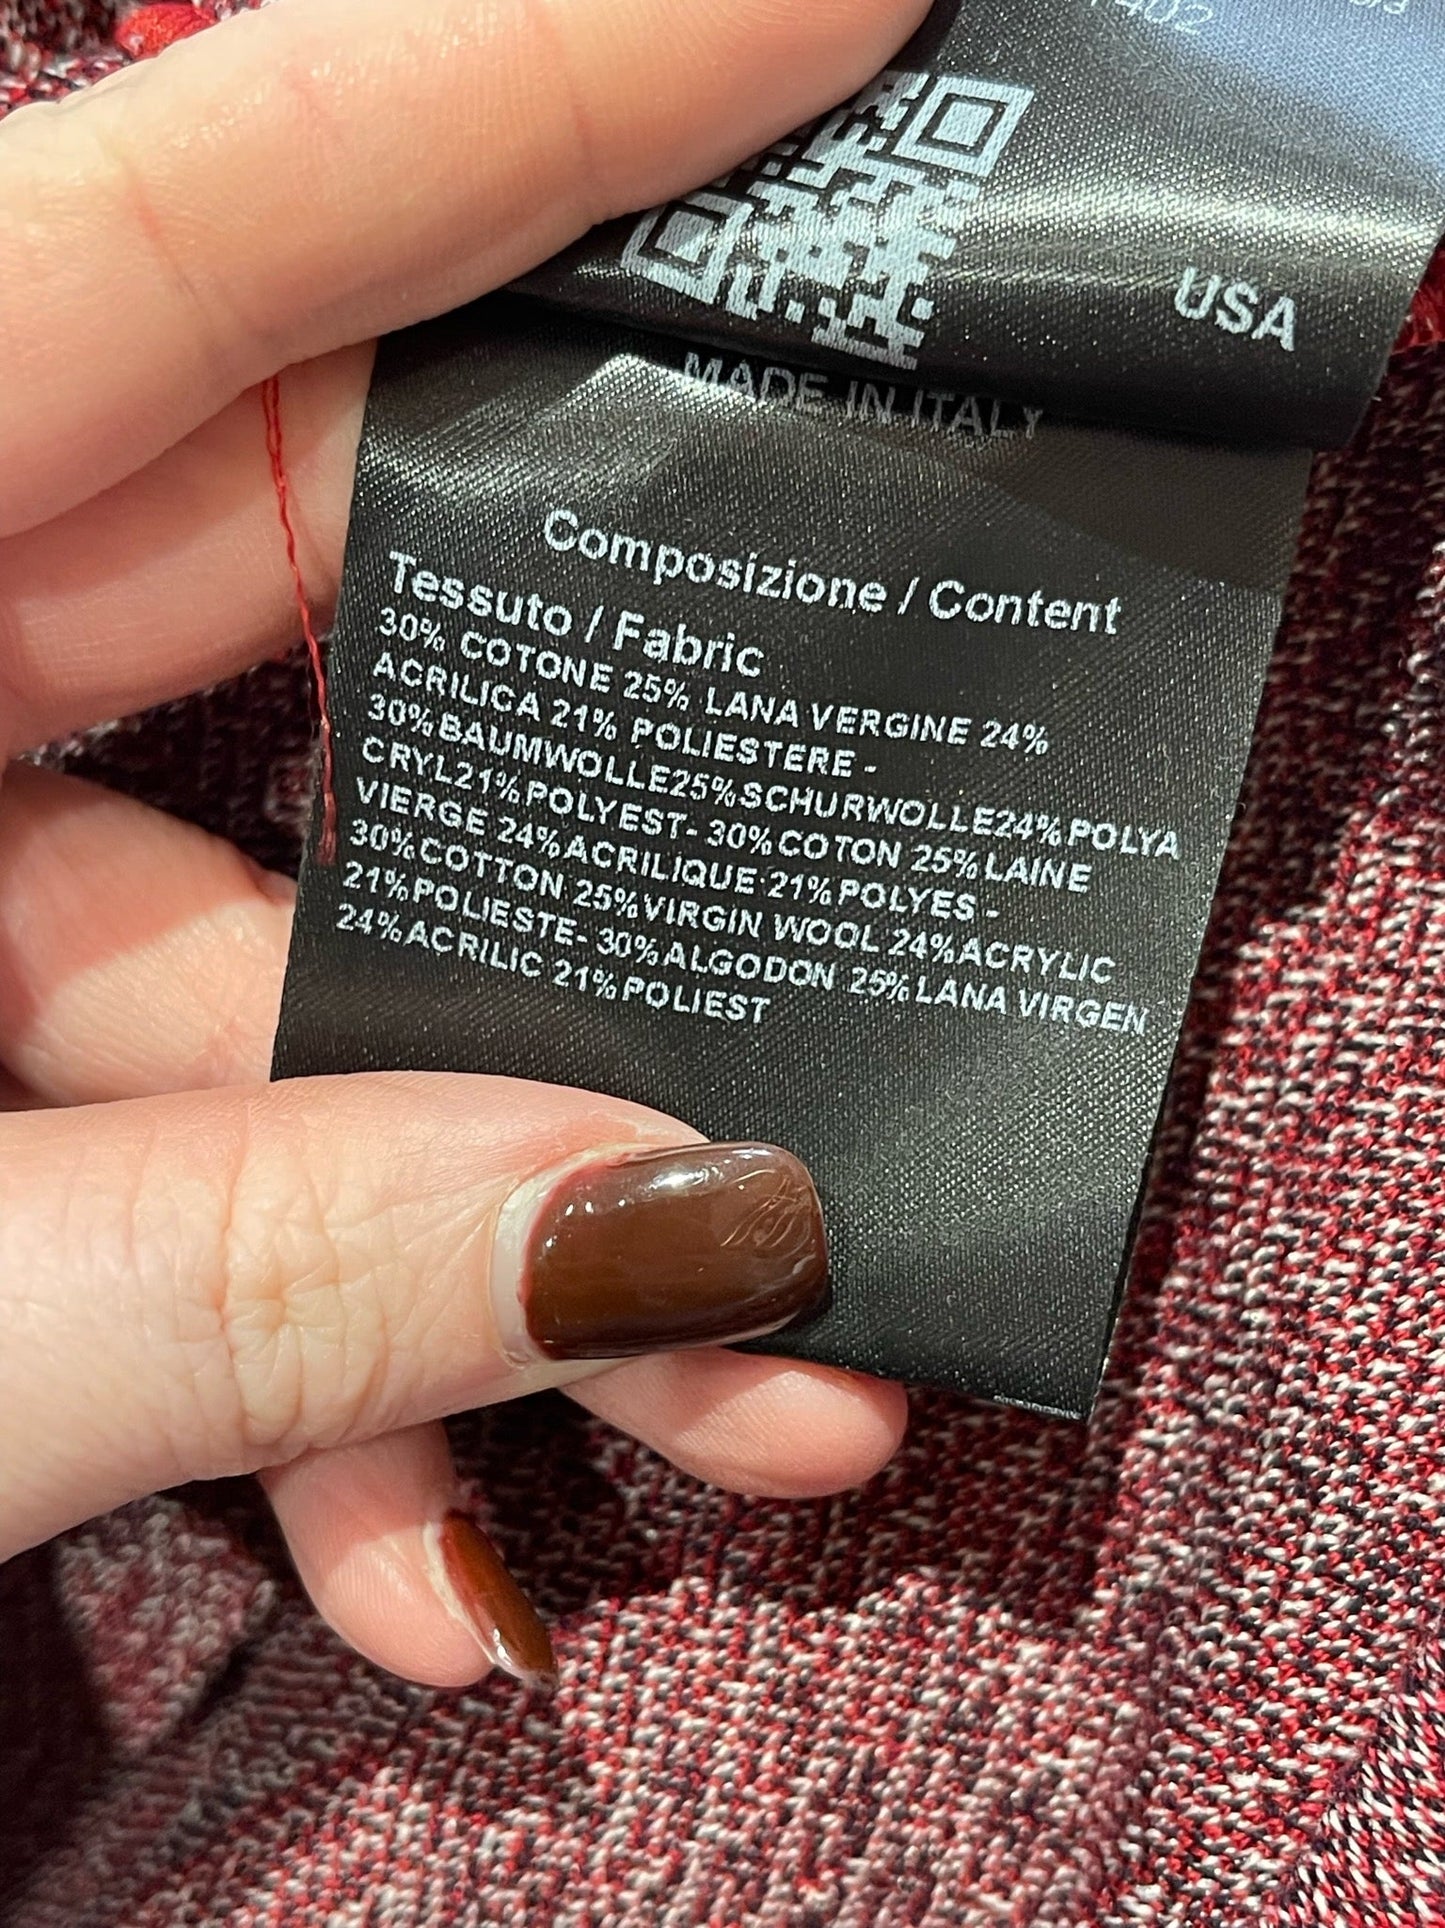 1402
USA
MADE IN ITALY
Composizione / Content
Tessuto / Fabric
30% COTONE 25% LANA VERGINE 24%
ACRILICA 21% POLIESTERE -
30%BAUMWOLLE25%SCHURWOLLE24%POLYA
CRYL21%POLYEST- 30%COTON 25%LAINE
VIERGE 24%ACRILIQUE 21%POLYES -
30%COTTON 25%VIRGIN WOOL 24%ACRYLIC
21%POLIESTE- 30%ALGODON 25%LANA VIRGEN
24%ACRILIC 21%POLIEST